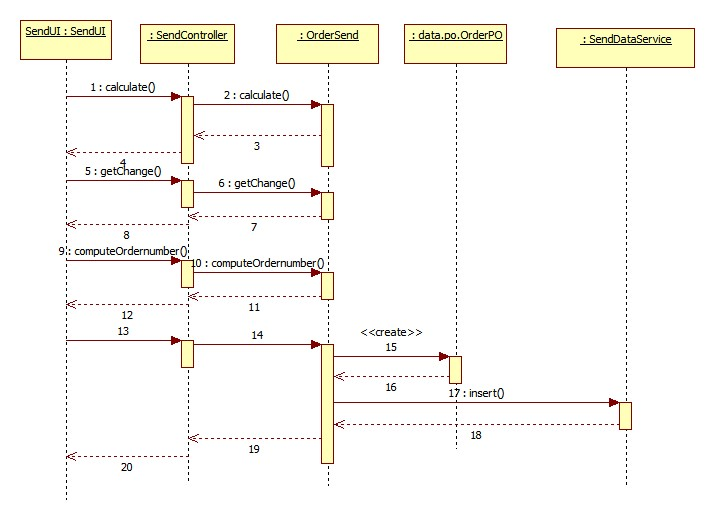 SendUI : SendUI
: SendController
: OrderSend
: data.po.OrderPO
: SendDataService
1 : calculate()
2 : calculate()
3
4
5 : getChange()
6 : getChange()
7
8
9 : computeOrdernumber()
10 : computeOrdernumber()
11
12
13
14
<<create>>
15
16
17 : insert()
18
19
20